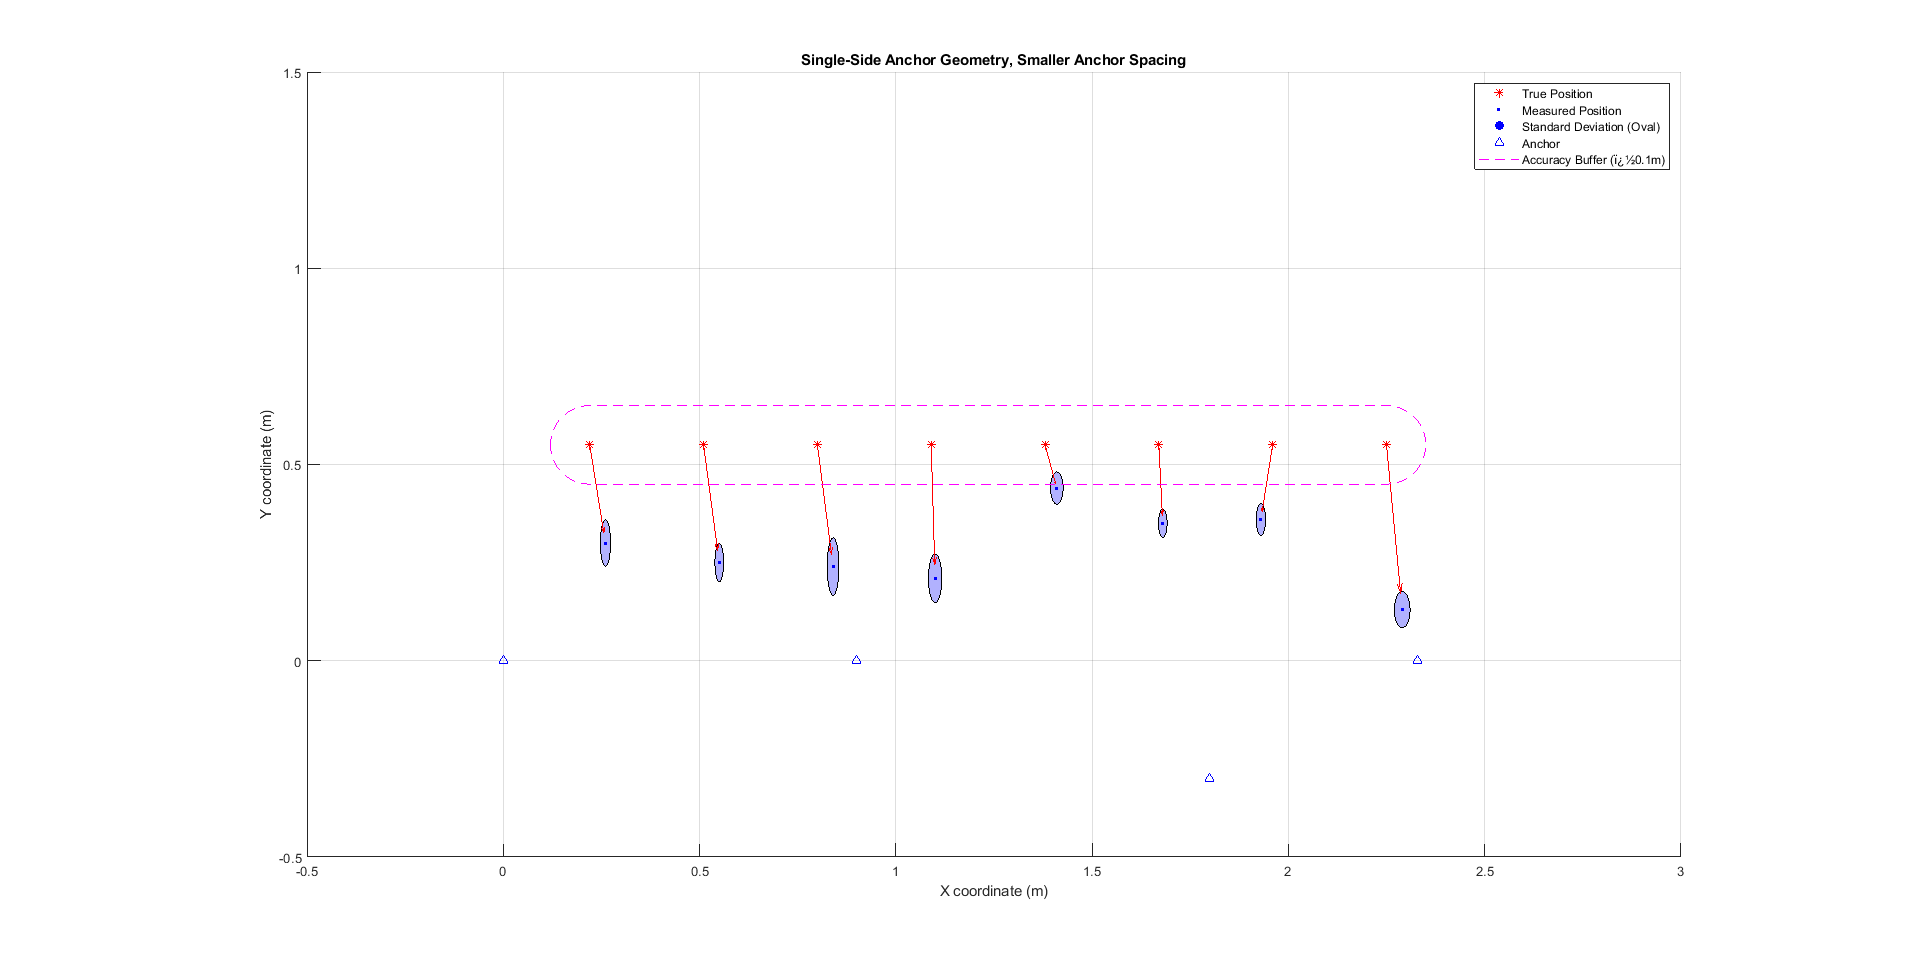 Single-Side Anchor Geometry, Smaller Anchor Spacing
True Position
Measured Position
Standard Deviation (Oval)
Anchor
Accuracy Buffer (ï¿½0.1m)
Y coordinate (m)
1.5
1
0.5
0
-0.5
-0.5 0 0.5 1 1.5 2 2.5 3
X coordinate (m)